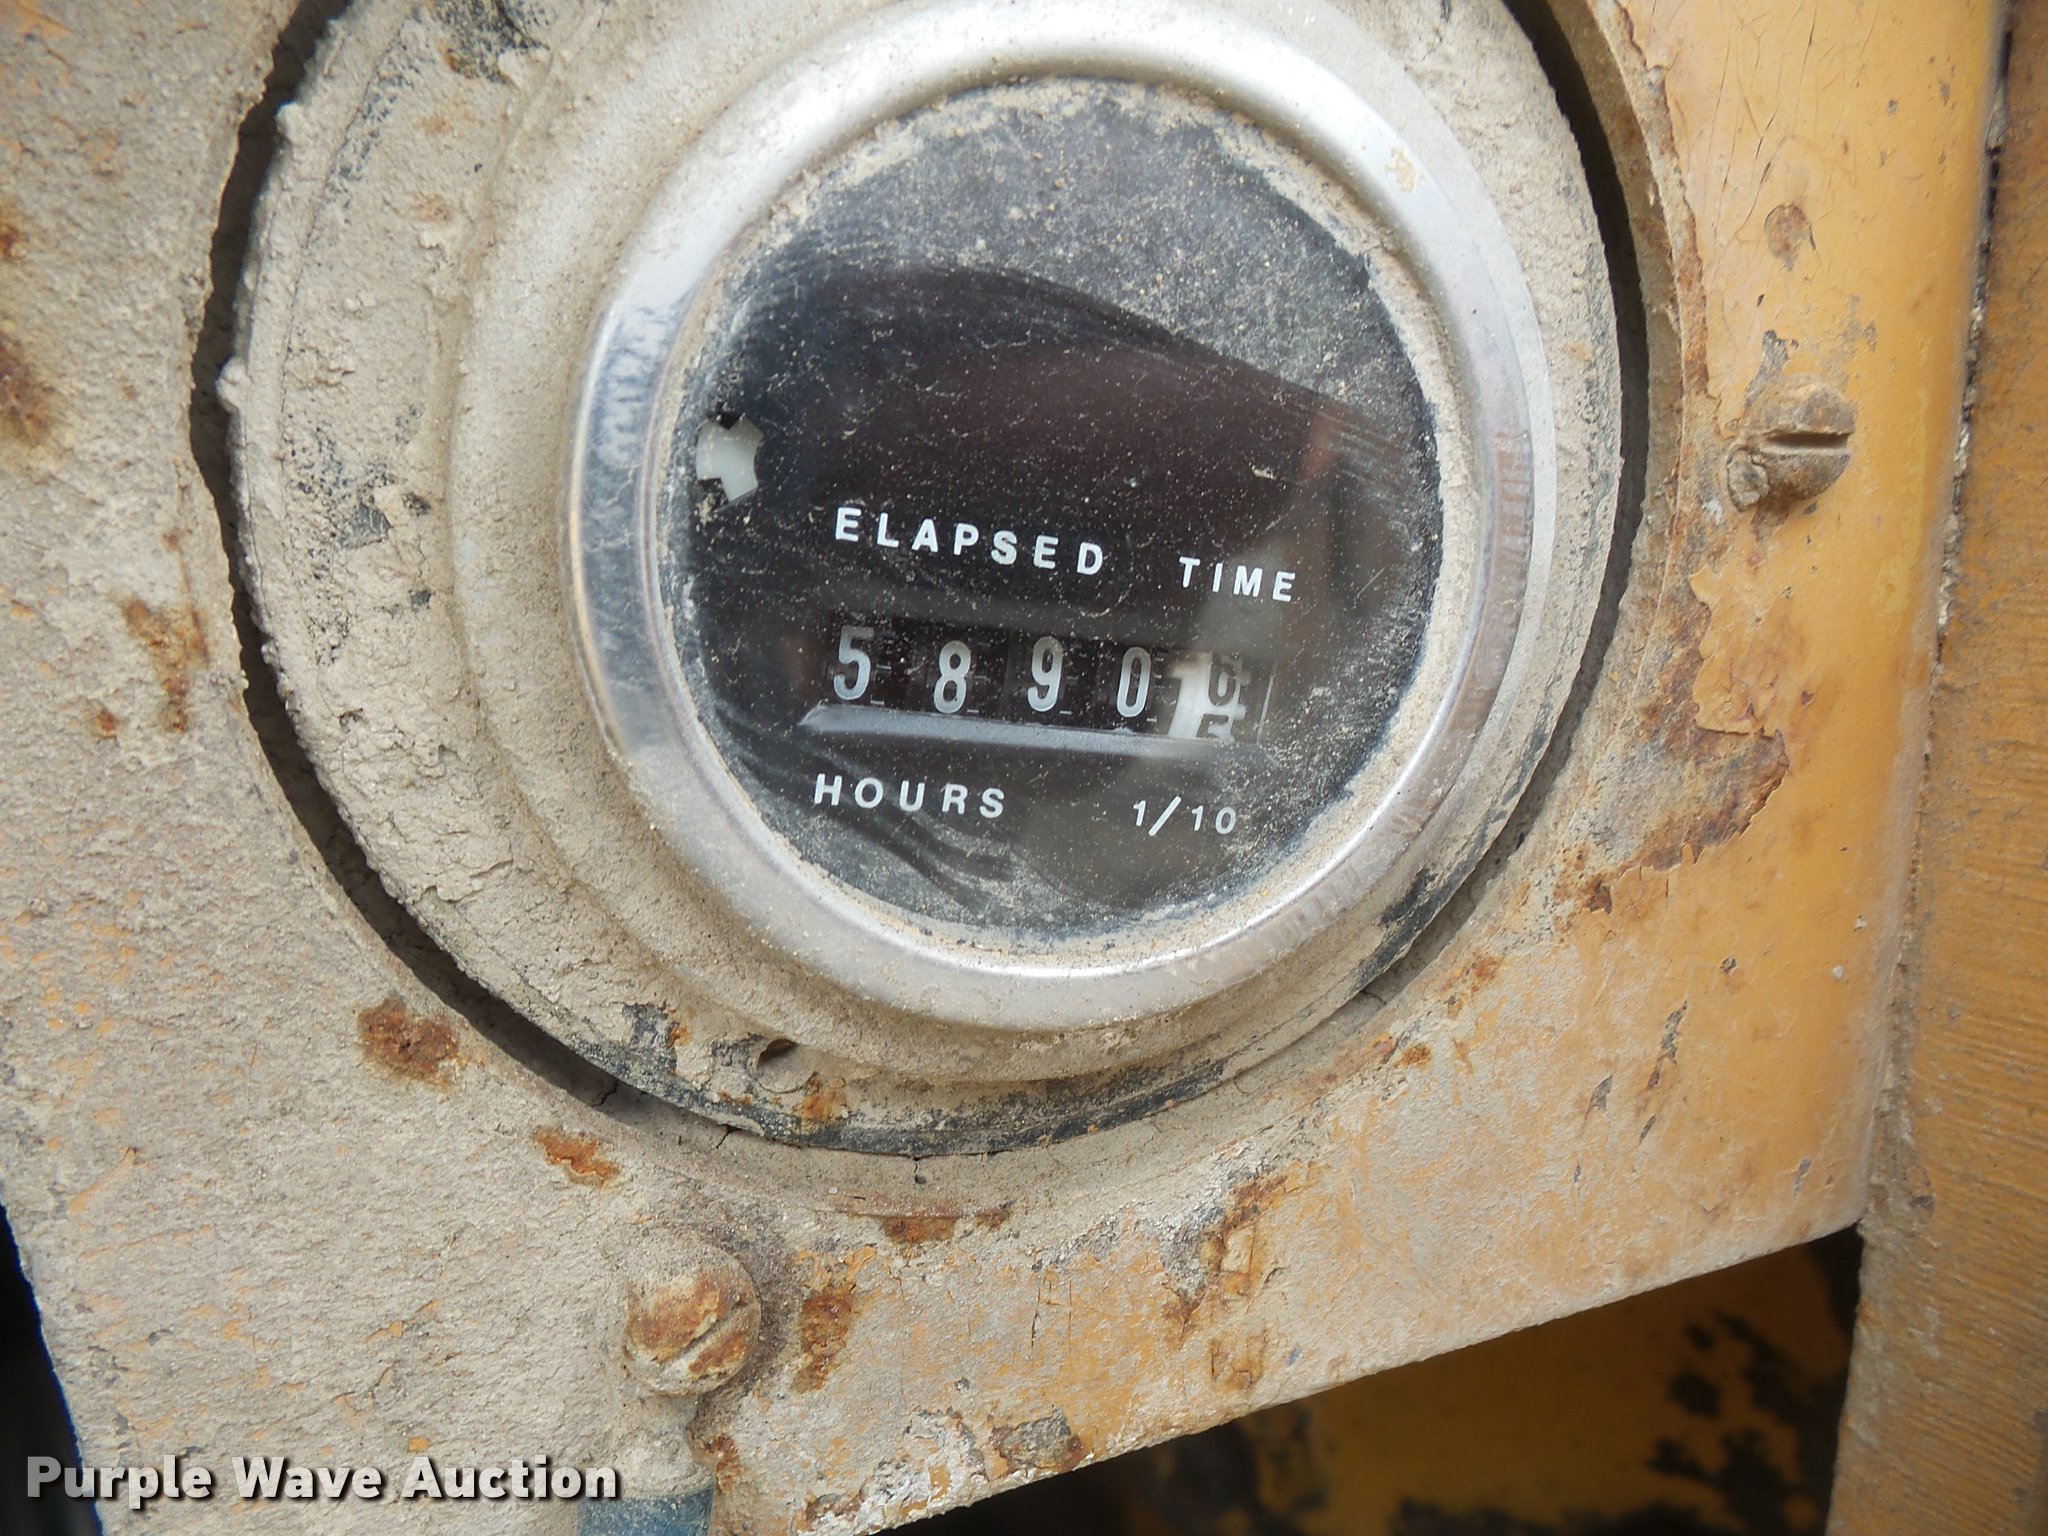 ELAPSED TIME
5890
HOURS 1/10
Purple Wave Auction